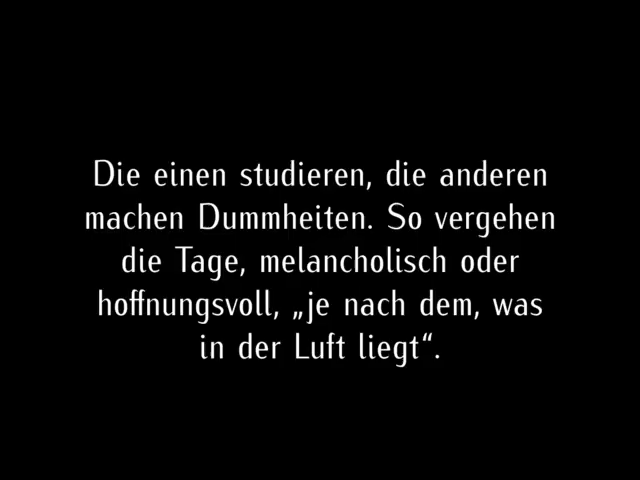 Die einen studieren, die anderen
machen Dummheiten. So vergehen
die Tage, melancholisch oder
hoffnungsvoll, „je nach dem, was
in der Luft liegt“.